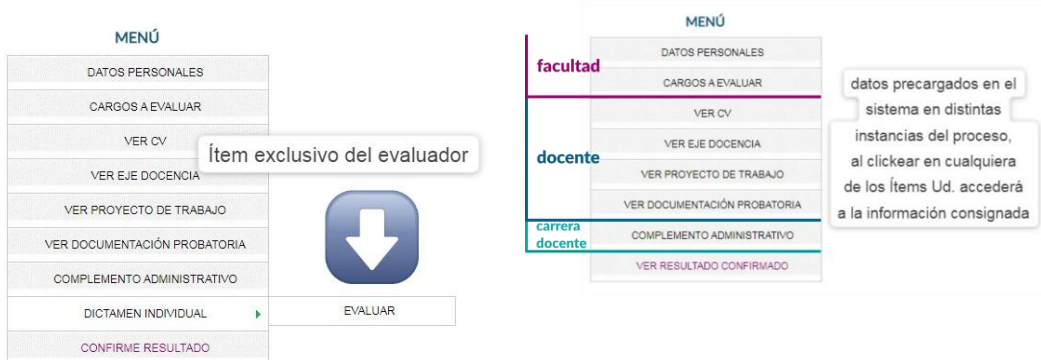 MENÚ
DATOS PERSONALES
CARGOS A EVALUAR
VER CV
Ítem exclusivo del evaluador
VER EJE DOCENCIA
VER PROYECTO DE TRABAJO
VER DOCUMENTACIÓN PROBATORIA
COMPLEMENTO ADMINISTRATIVO
DICTAMEN INDIVIDUAL
EVALUAR
CONFIRME RESULTADO
MENÚ
facultad
DATOS PERSONALES
CARGOS A EVALUAR
docente
VER CV
VER EJE DOCENCIA
VER PROYECTO DE TRABAJO
VER DOCUMENTACIÓN PROBATORIA
carrera
docente
COMPLEMENTO ADMINISTRATIVO
VER RESULTADO CONFIRMADO
datos precargados en el
sistema en distintas
instancias del proceso,
al clickear en cualquiera
de los Ítems Ud. accederá
a la información consignada